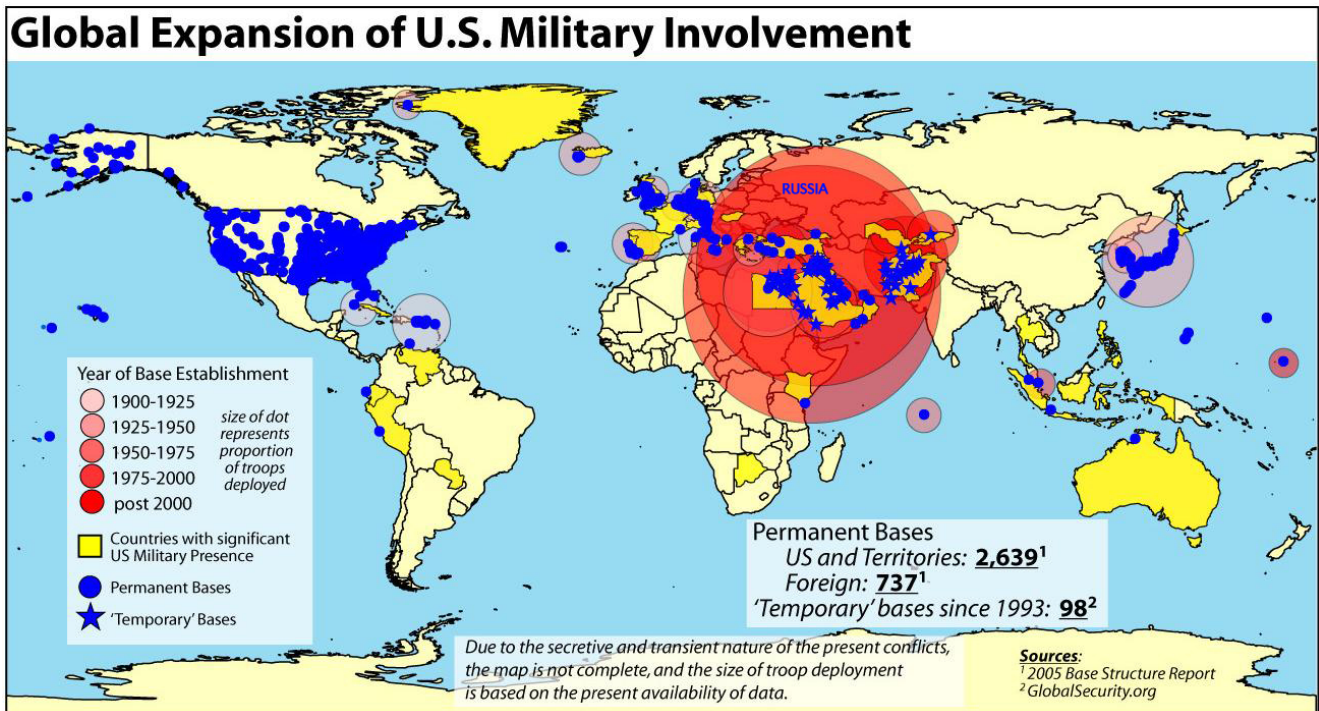 Global Expansion of U.S. Military Involvement
RUSSIA
Year of Base Establishment
1900-1925
1925-1950
1950-1975
1975-2000
post 2000
size of dot
represents
proportion
of troops
deployed
Countries with significant
US Military Presence
Permanent Bases
‘Temporary’ Bases
Permanent Bases
US and Territories: 2,639¹
Foreign: 737¹
‘Temporary’ bases since 1993: 98²
Due to the secretive and transient nature of the present conflicts,
the map is not complete, and the size of troop deployment
is based on the present availability of data.
Sources:
¹ 2005 Base Structure Report
² GlobalSecurity.org